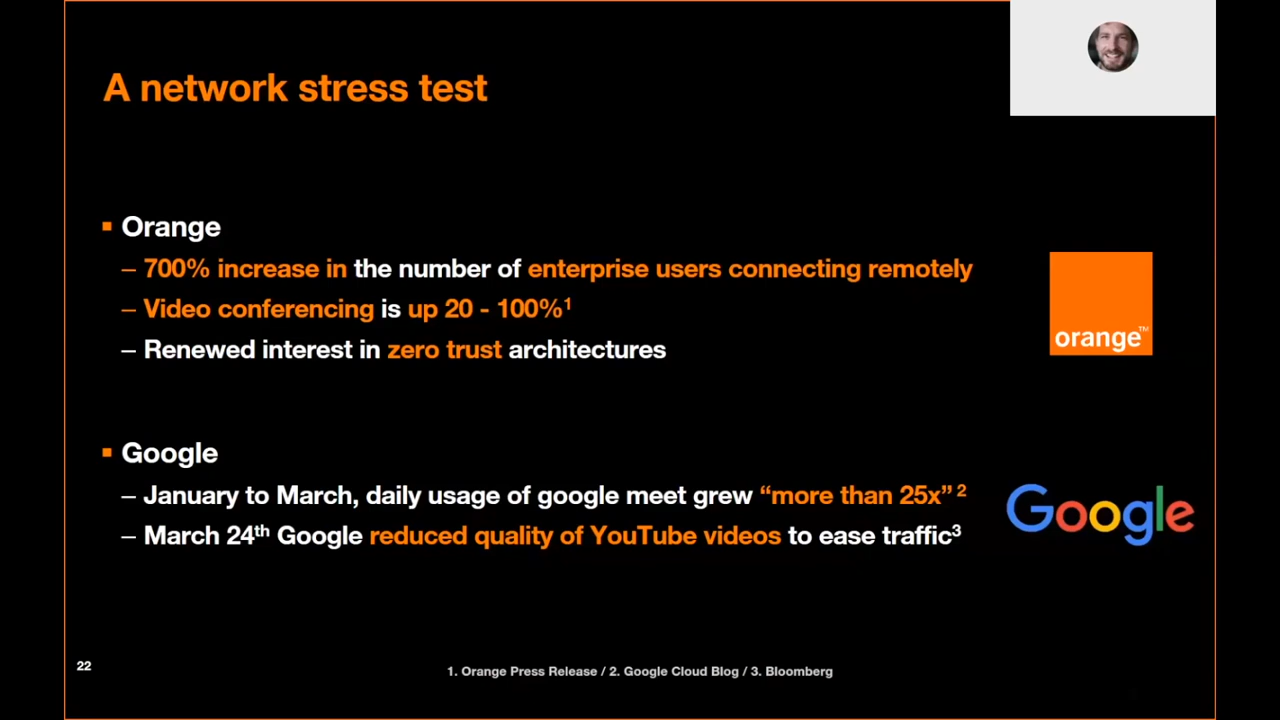 A network stress test
▪ Orange
– 700% increase in the number of enterprise users connecting remotely
– Video conferencing is up 20 - 100%¹
– Renewed interest in zero trust architectures
orange™
▪ Google
– January to March, daily usage of google meet grew “more than 25x” ²
– March 24ᵗʰ Google reduced quality of YouTube videos to ease traffic³
Google
22
1. Orange Press Release / 2. Google Cloud Blog / 3. Bloomberg